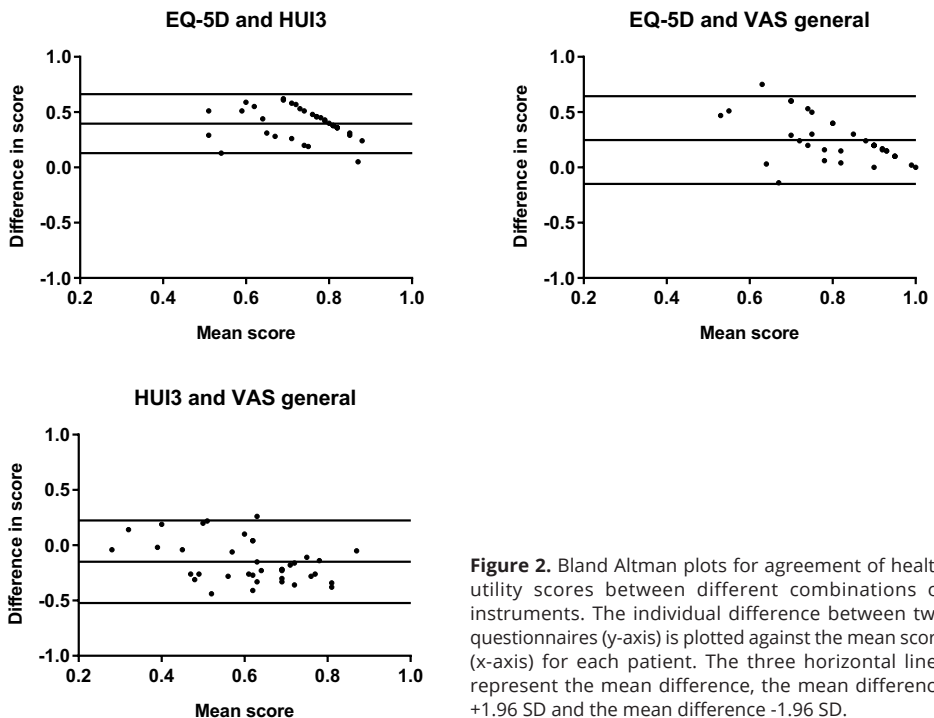 EQ-5D and HUI3
1.0
0.5
0.0
-0.5
-1.0
0.2 0.4 0.6 0.8 1.0
Difference in score
Mean score
EQ-5D and VAS general
1.0
0.5
0.0
-0.5
-1.0
0.2 0.4 0.6 0.8 1.0
Difference in score
Mean score
HUI3 and VAS general
1.0
0.5
0.0
-0.5
-1.0
0.2 0.4 0.6 0.8 1.0
Difference in score
Mean score
Figure 2. Bland Altman plots for agreement of healt
utility scores between different combinations o
instruments. The individual difference between tw
questionnaires (y-axis) is plotted against the mean scor
(x-axis) for each patient. The three horizontal line
represent the mean difference, the mean differenc
+1.96 SD and the mean difference -1.96 SD.